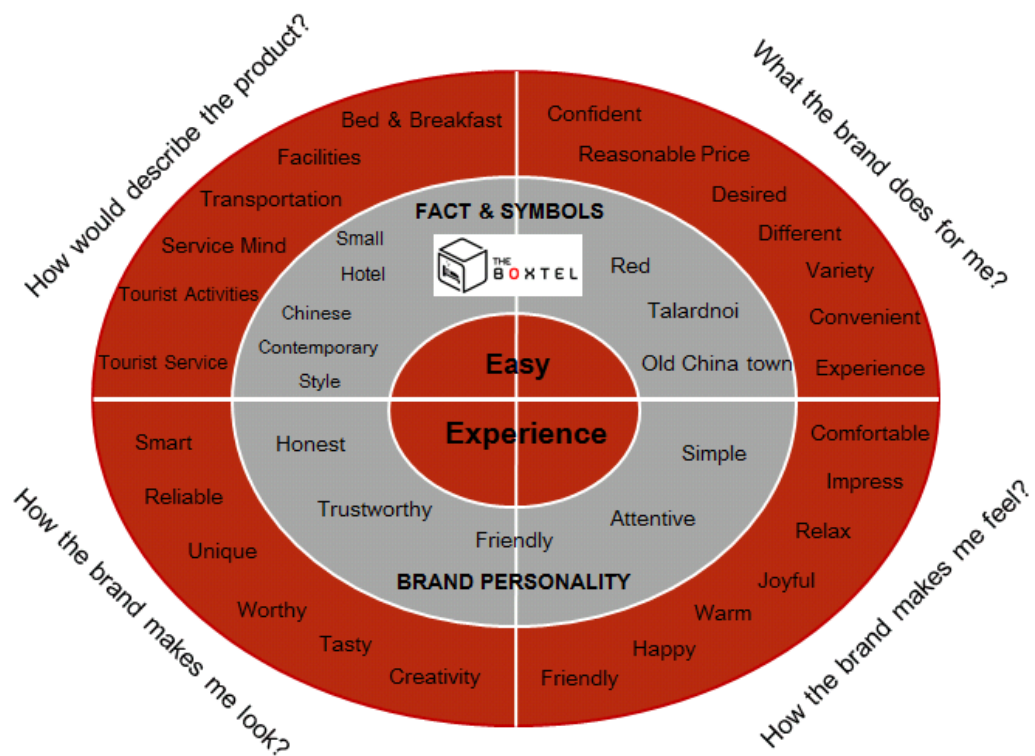 How would describe the product?
What the brand does for me?
Bed & Breakfast
Facilities
Transportation
Service Mind
Tourist Activities
Tourist Service
Confident
Reasonable Price
Desired
Different
Variety
Convenient
Experience
FACT & SYMBOLS
Small
Hotel
Chinese
Contemporary
Style
THE
BOXTEL
Red
Talardnoi
Old China town
Easy
Experience
Honest
Trustworthy
Friendly
Attentive
Simple
BRAND PERSONALITY
Smart
Reliable
Unique
Worthy
Tasty
Creativity
Comfortable
Impress
Relax
Joyful
Warm
Happy
Friendly
How the brand makes me look?
How the brand makes me feel?